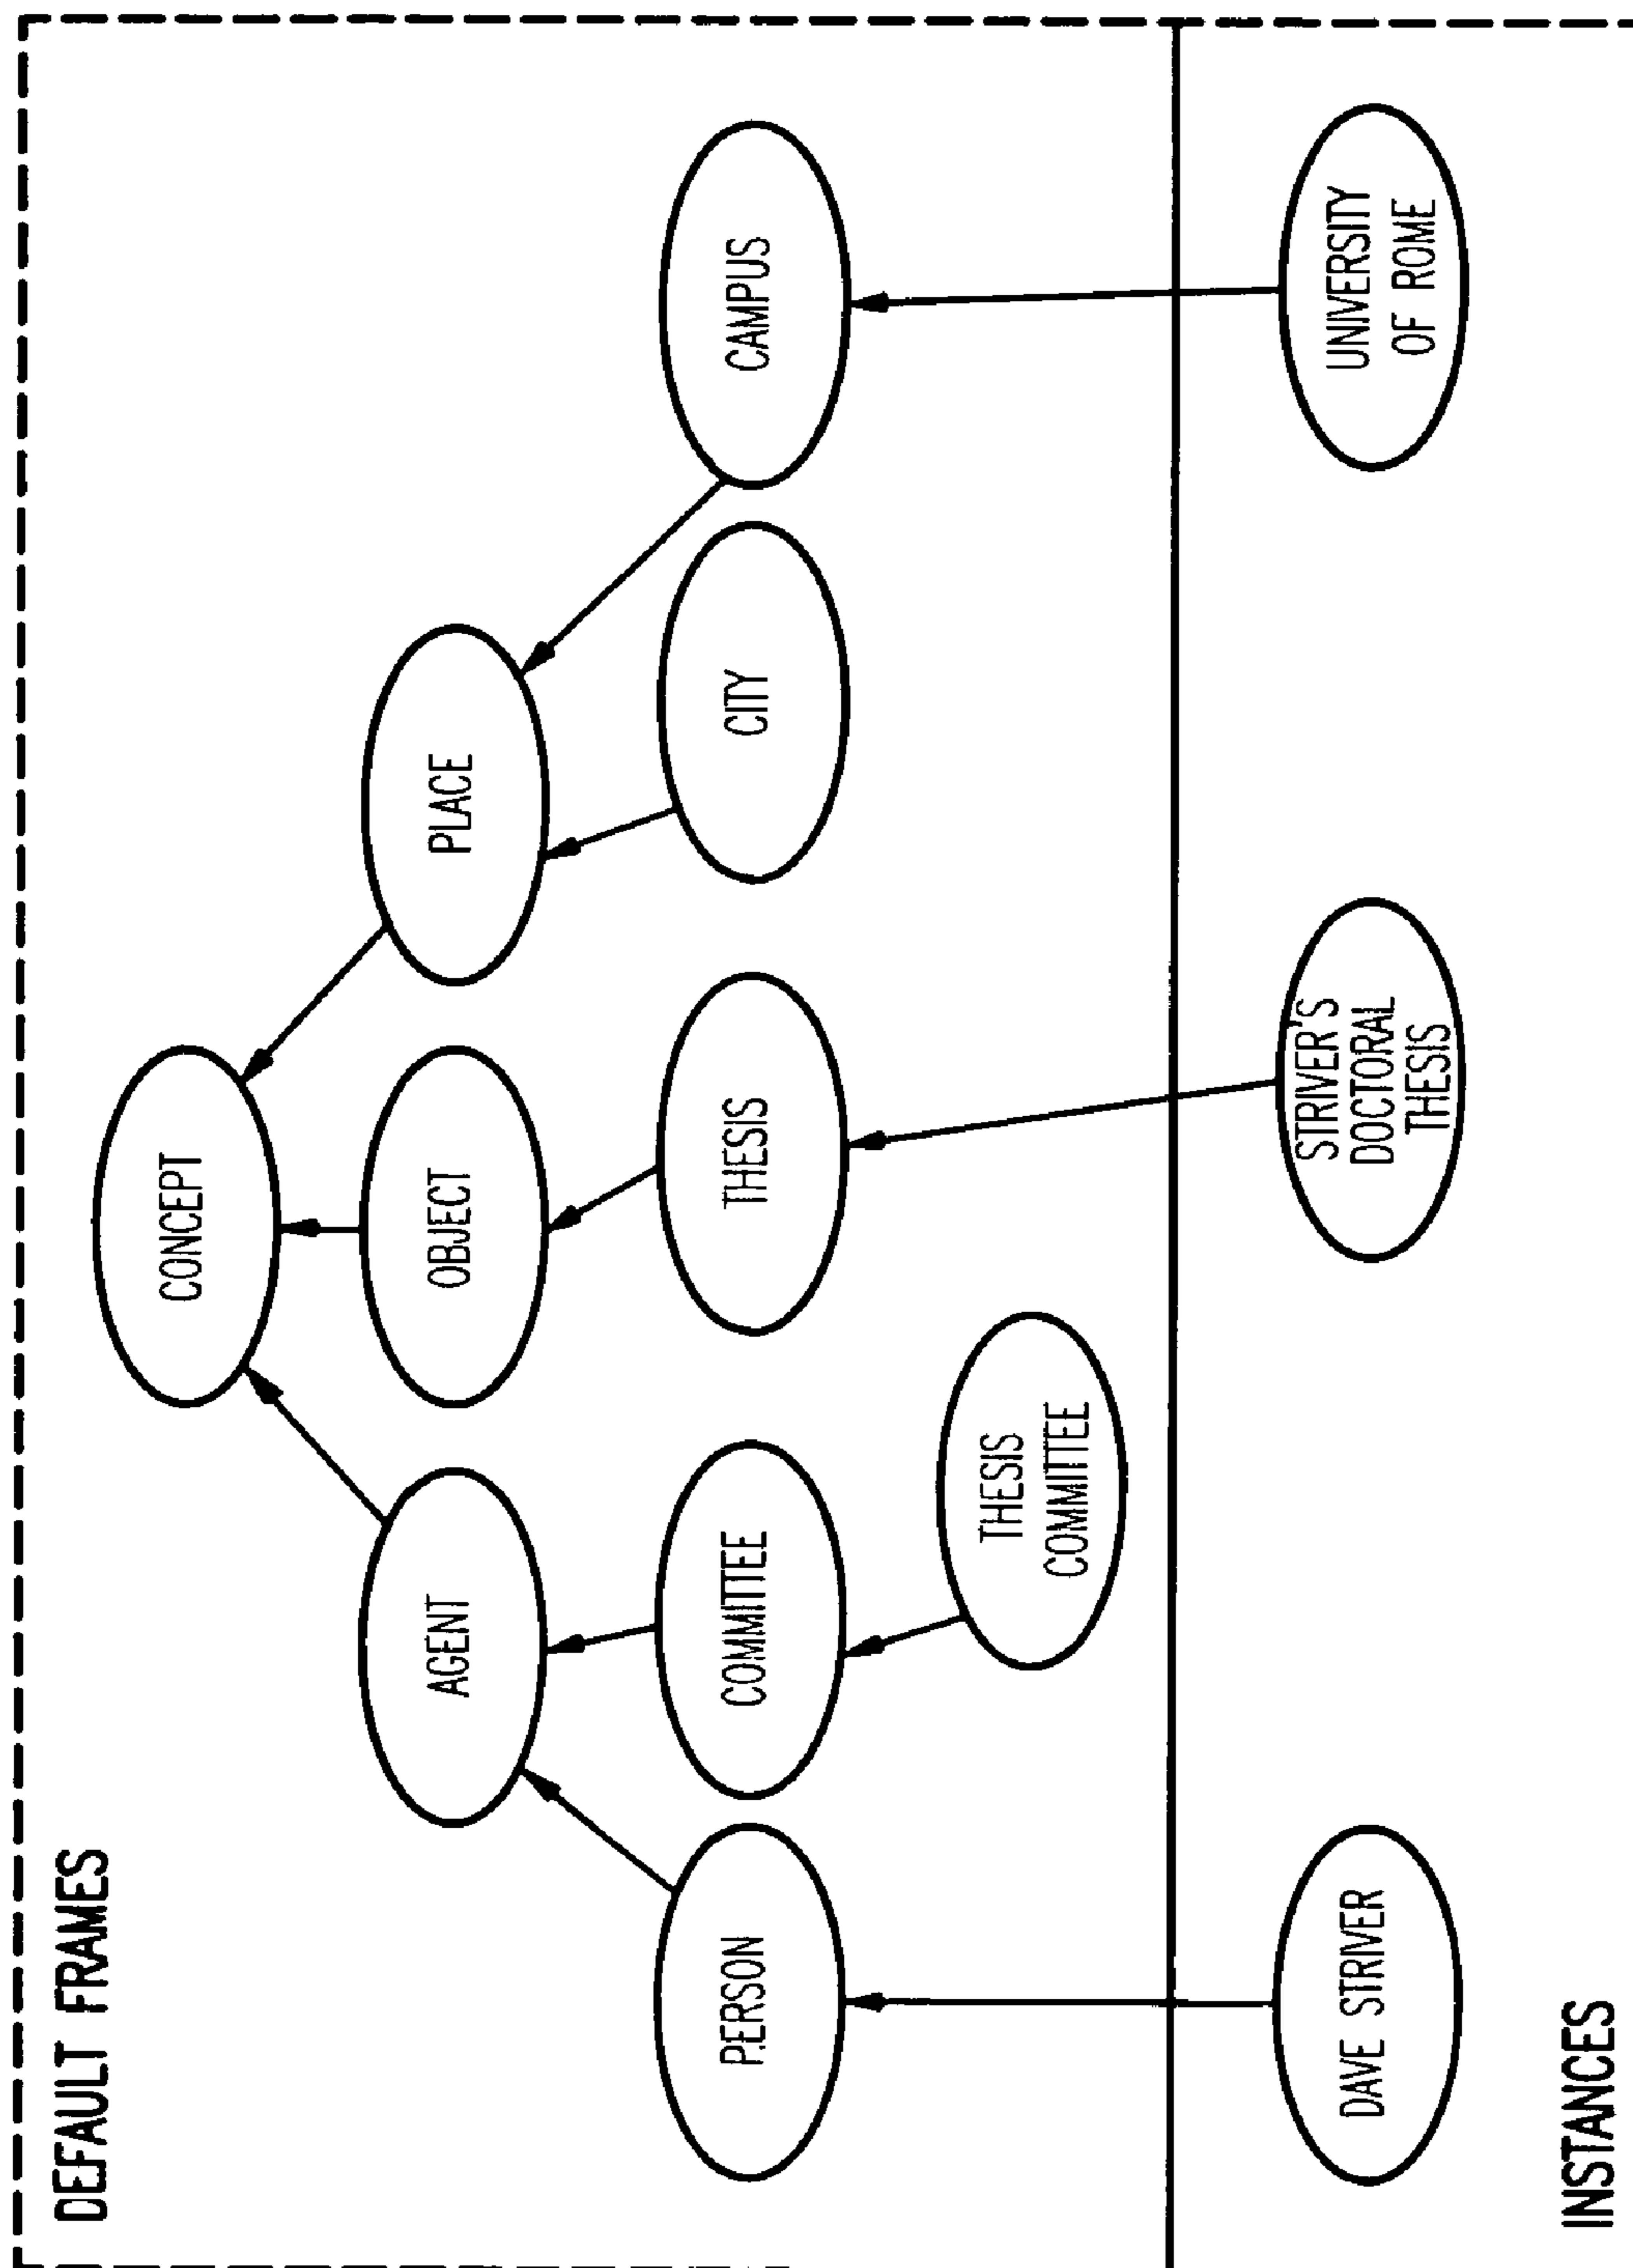 DEFAULT FRAMES
CONCEPT
AGENT
OBJECT
PLACE
PERSON
COMMITTEE
THESIS
CITY
CAMPUS
THESIS
COMMITTEE
DAVE STRIVER
STRIVER'S
DOCTORAL
THESIS
UNIVERSITY
OF ROME
INSTANCES